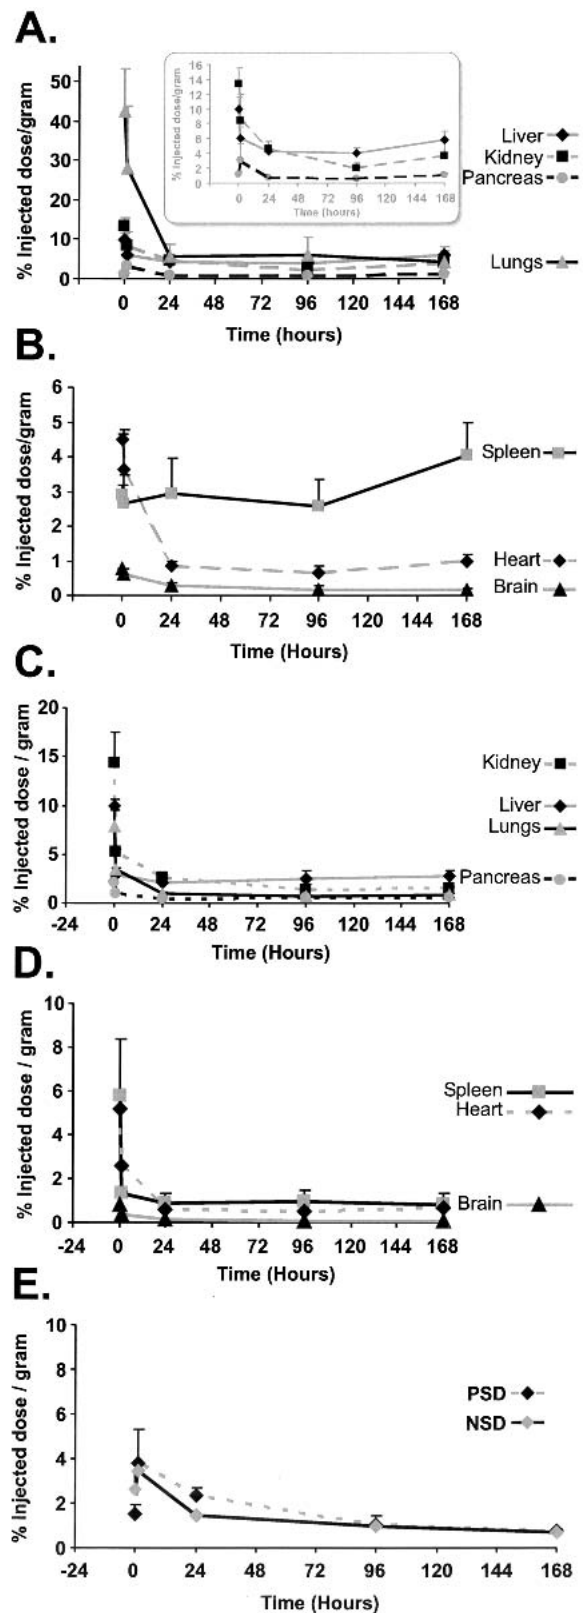 A.
% Injected dose/gram
50
40
30
20
10
0
0 24 48 72 96 120 144 168
Time (hours)
% Injected dose/gram
16
14
12
10
8
6
4
2
0
0 24 48 72 96 120 144 168
Time (hours)
Liver
Kidney
Pancreas
Lungs
B.
% Injected dose/gram
6
5
4
3
2
1
0
0 24 48 72 96 120 144 168
Time (Hours)
Spleen
Heart
Brain
C.
% Injected dose / gram
20
15
10
5
0
-24 0 24 48 72 96 120 144 168
Time (Hours)
Kidney
Liver
Lungs
Pancreas
D.
% Injected dose / gram
10
8
6
4
2
0
-24 0 24 48 72 96 120 144 168
Time (Hours)
Spleen
Heart
Brain
E.
% Injected dose / gram
10
8
6
4
2
0
-24 0 24 48 72 96 120 144 168
Time (Hours)
PSD
NSD